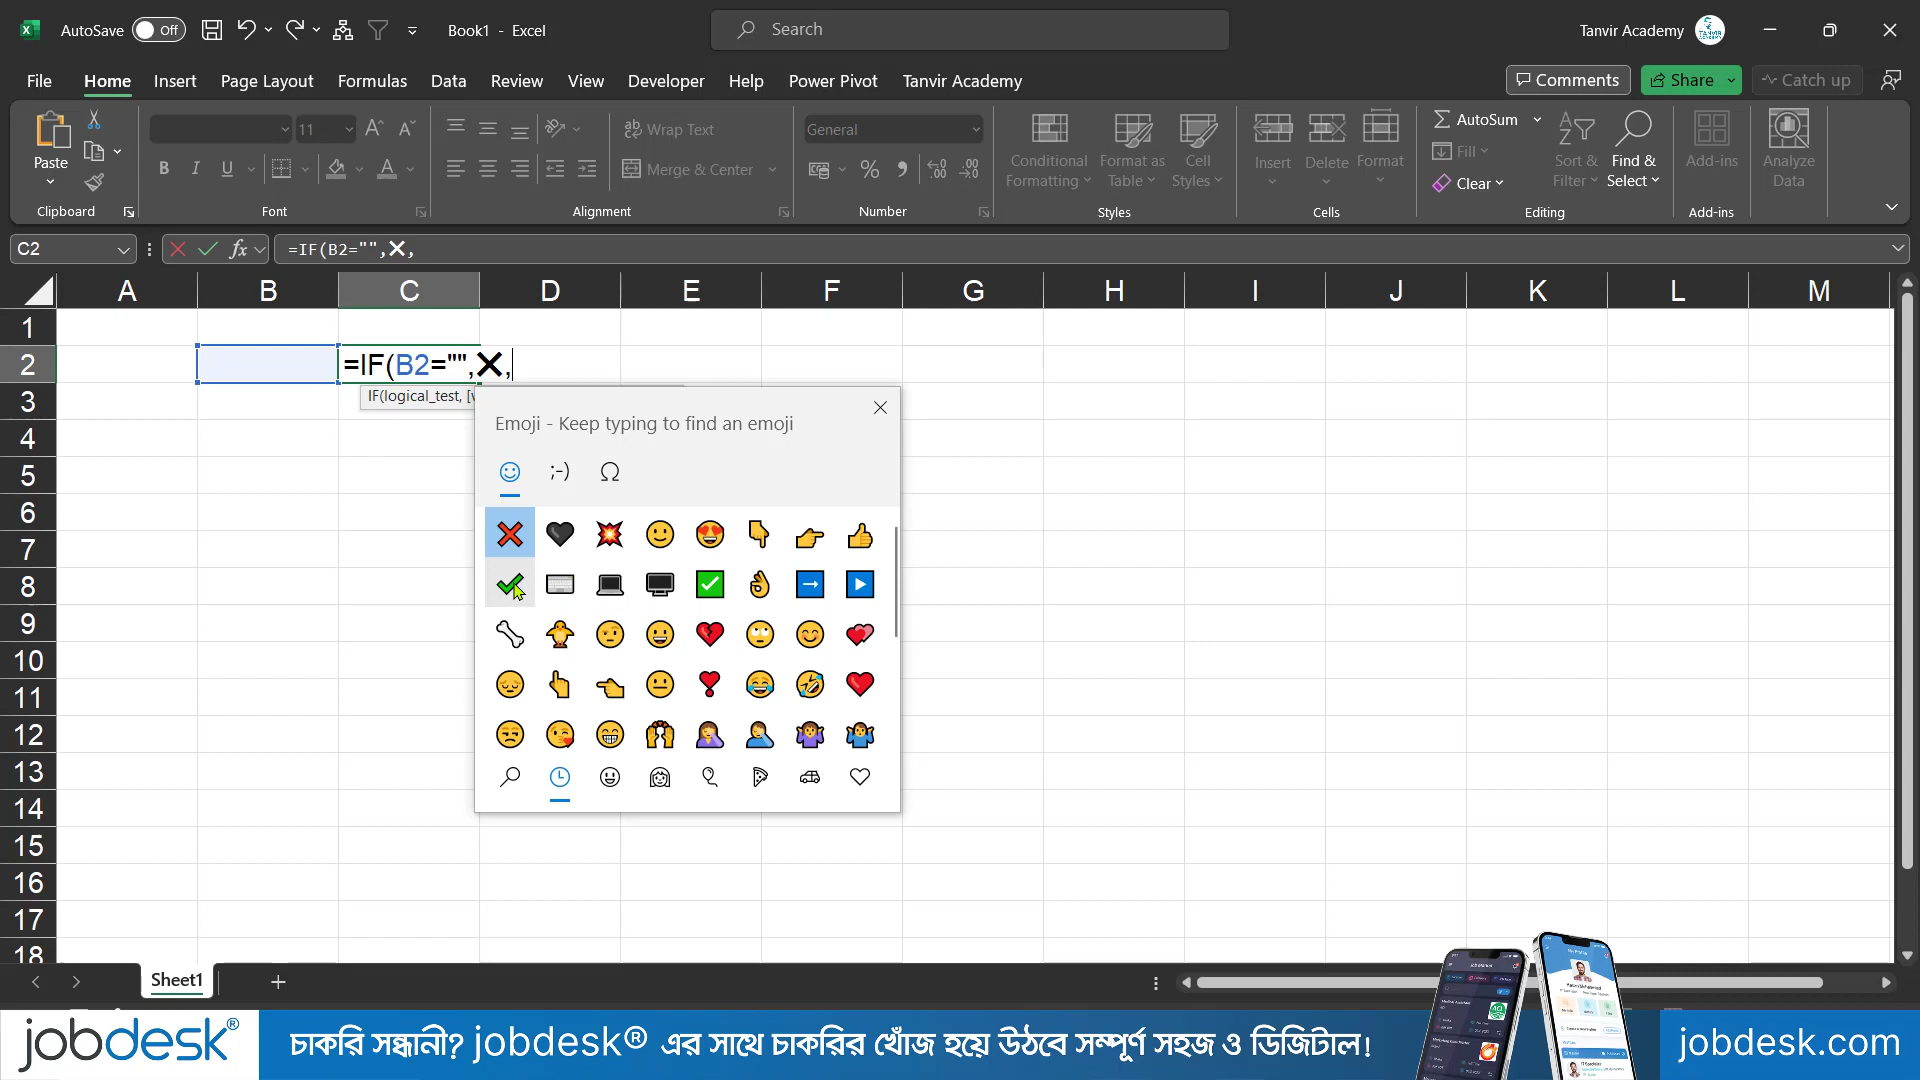 AutoSave Off Book1 - Excel Search Tanvir Academy
File Home Insert Page Layout Formulas Data Review View Developer Help Power Pivot Tanvir Academy Comments Share Catch up
Paste 11 Wrap Text General Conditional Formatting Format as Table Cell Styles Insert Delete Format AutoSum Sort & Filter Find & Select Add-ins Analyze Data
B I U Merge & Center Fill
Clear
Clipboard Font Alignment Number Styles Cells Editing Add-ins
C2 fx =IF(B2="",❌,
A B C D E F G H I J K L M
1
2 =IF(B2="",❌,
3 IF(logical_test, [v
Emoji - Keep typing to find an emoji
;-) Ω
4
5
6
7
8
9
10
11
12
13
14
15
16
17
18
Sheet1
jobdesk® চাকরি সন্ধানী? jobdesk® এর সাথে চাকরির খোঁজ হয়ে উঠবে সম্পূর্ণ সহজ ও ডিজিটাল! jobdesk.com